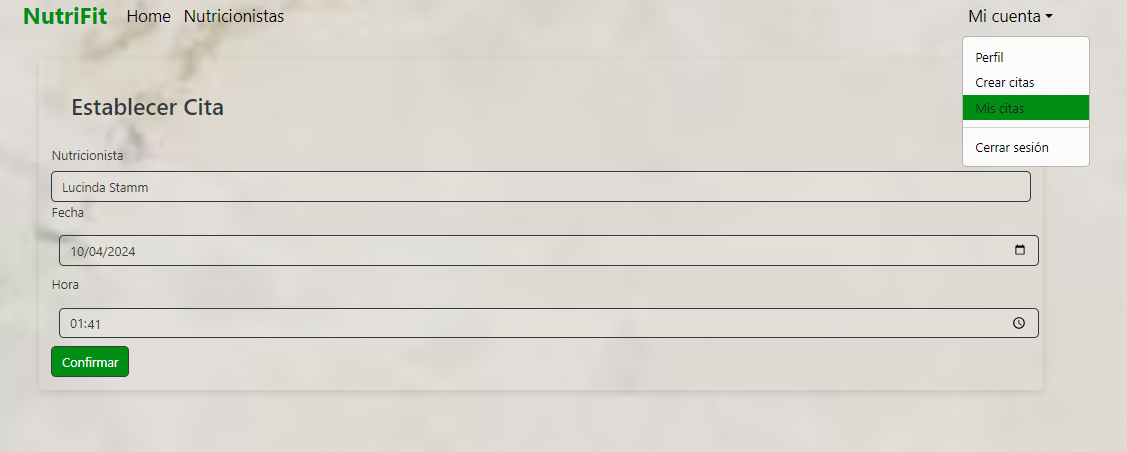 NutriFit Home Nutricionistas Mi cuenta
Perfil
Crear citas
Mis citas
Cerrar sesión
Establecer Cita
Nutricionista
Lucinda Stamm
Fecha
10/04/2024
Hora
01:41
Confirmar